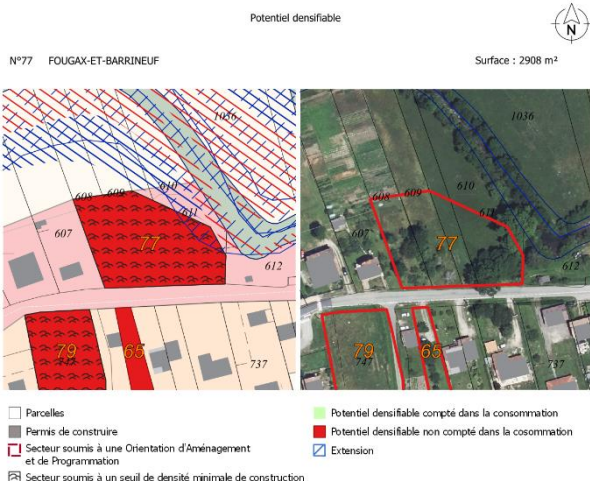 Potentiel densifiable
N
N°77 FOUGAX-ET-BARRINEUF
Surface : 2908 m²
1036
610
609
608
611
607
77
612
79
65
747
737
1036
610
609
608
611
607
77
612
79
65
747
737
Parcelles
Permis de construire
Secteur soumis à une Orientation d'Aménagement
et de Programmation
Secteur soumis à un seuil de densité minimale de construction
Potentiel densifiable compté dans la consommation
Potentiel densifiable non compté dans la cosommation
Extension